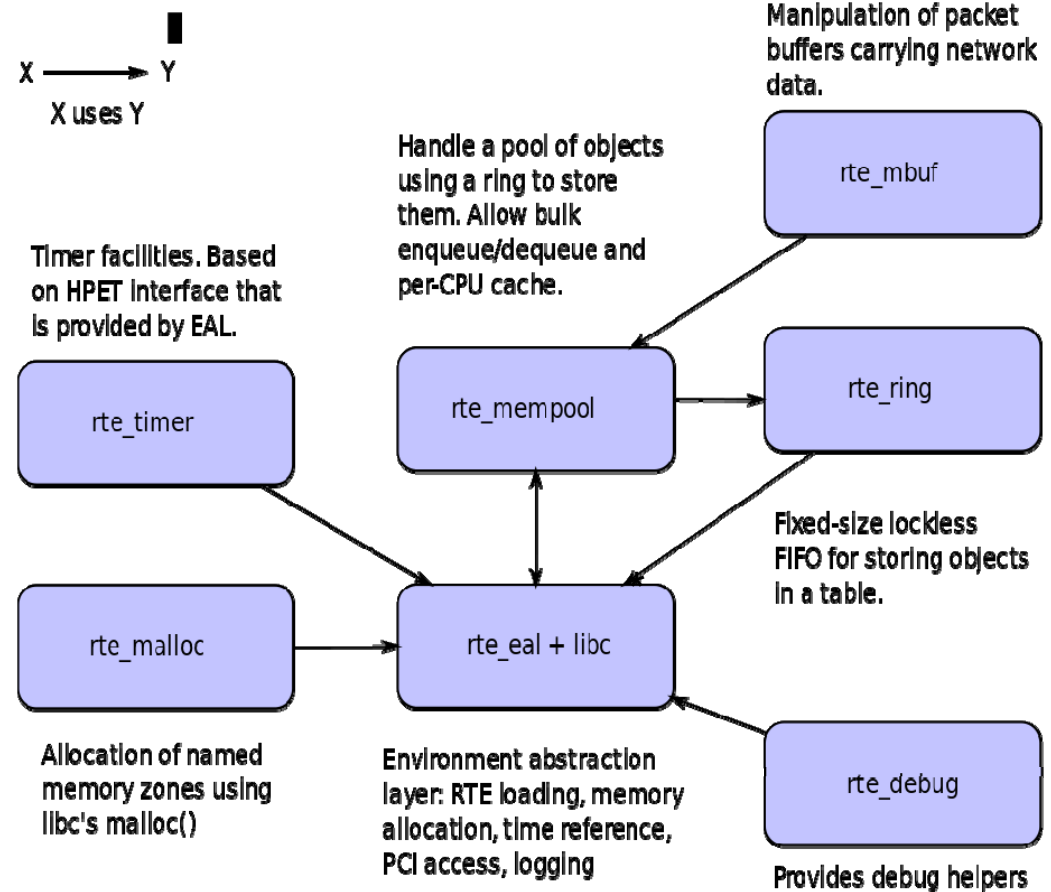 X Y
X uses Y
Manipulation of packet
buffers carrying network
data.
rte_mbuf
Handle a pool of objects
using a ring to store
them. Allow bulk
enqueue/dequeue and
per-CPU cache.
Timer facilities. Based
on HPET interface that
is provided by EAL.
rte_timer
rte_mempool
rte_ring
Fixed-size lockless
FIFO for storing objects
in a table.
rte_malloc
rte_eal + libc
Allocation of named
memory zones using
libc's malloc()
Environment abstraction
layer: RTE loading, memory
allocation, time reference,
PCI access, logging
rte_debug
Provides debug helpers